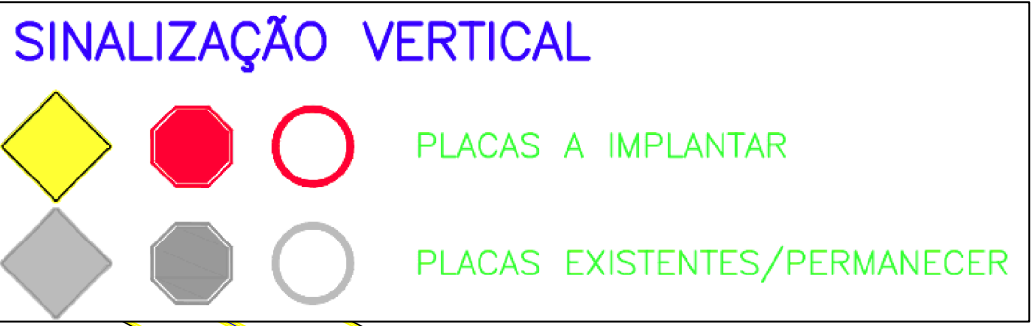 SINALIZAÇÃO VERTICAL
PLACAS A IMPLANTAR
PLACAS EXISTENTES/PERMANECER